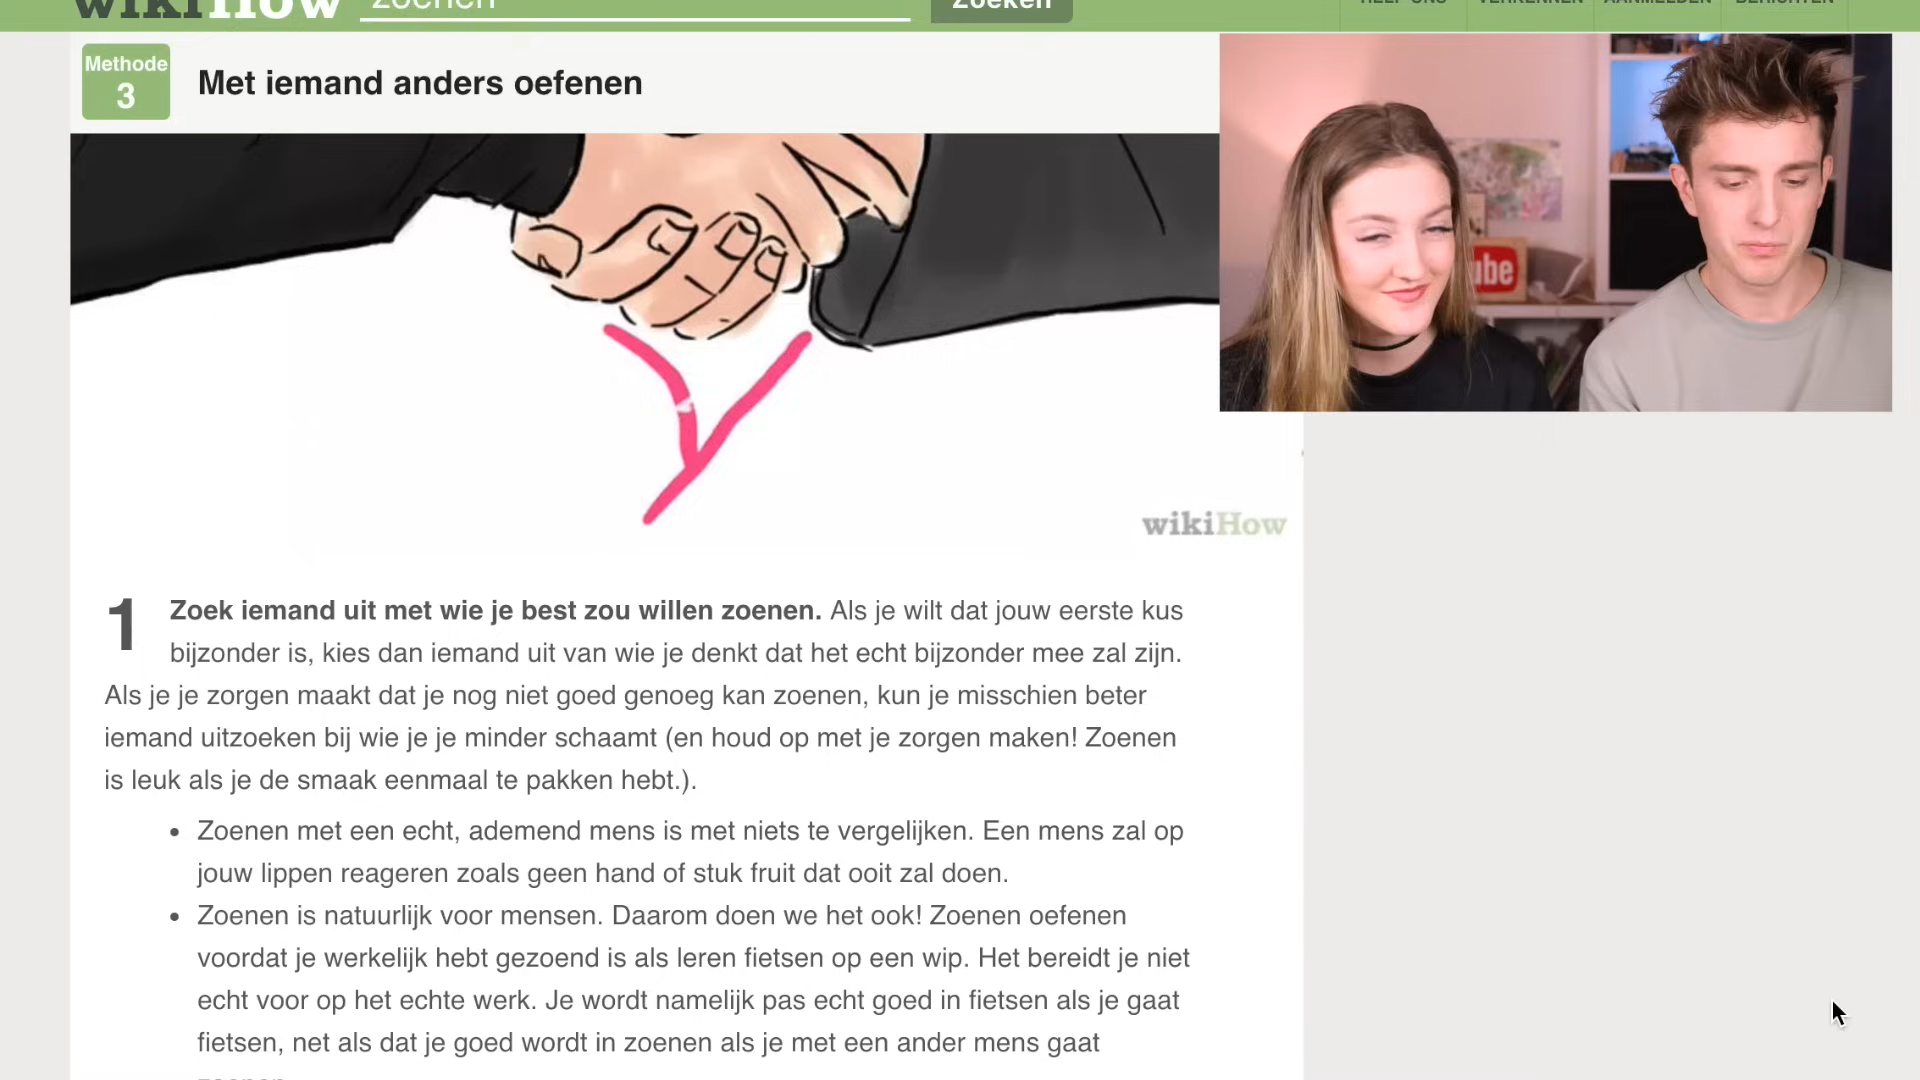 wikiHow
zoenen
Zoeken
HELP ONS
VERKENNEN
AANMELDEN
BERICHTEN
Methode
3
Met iemand anders oefenen
ube
wikiHow
1
Zoek iemand uit met wie je best zou willen zoenen. Als je wilt dat jouw eerste kus
bijzonder is, kies dan iemand uit van wie je denkt dat het echt bijzonder mee zal zijn.
Als je je zorgen maakt dat je nog niet goed genoeg kan zoenen, kun je misschien beter
iemand uitzoeken bij wie je je minder schaamt (en houd op met je zorgen maken! Zoenen
is leuk als je de smaak eenmaal te pakken hebt.).
• Zoenen met een echt, ademend mens is met niets te vergelijken. Een mens zal op
jouw lippen reageren zoals geen hand of stuk fruit dat ooit zal doen.
• Zoenen is natuurlijk voor mensen. Daarom doen we het ook! Zoenen oefenen
voordat je werkelijk hebt gezoend is als leren fietsen op een wip. Het bereidt je niet
echt voor op het echte werk. Je wordt namelijk pas echt goed in fietsen als je gaat
fietsen, net als dat je goed wordt in zoenen als je met een ander mens gaat